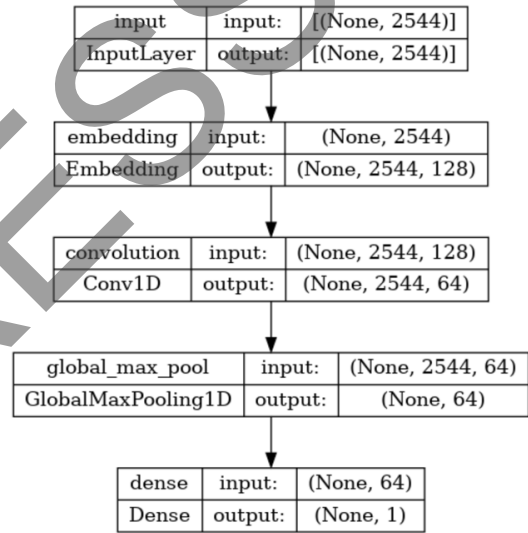 input input: [(None, 2544)]
InputLayer output: [(None, 2544)]
embedding input: (None, 2544)
Embedding output: (None, 2544, 128)
convolution input: (None, 2544, 128)
Conv1D output: (None, 2544, 64)
global_max_pool input: (None, 2544, 64)
GlobalMaxPooling1D output: (None, 64)
dense input: (None, 64)
Dense output: (None, 1)